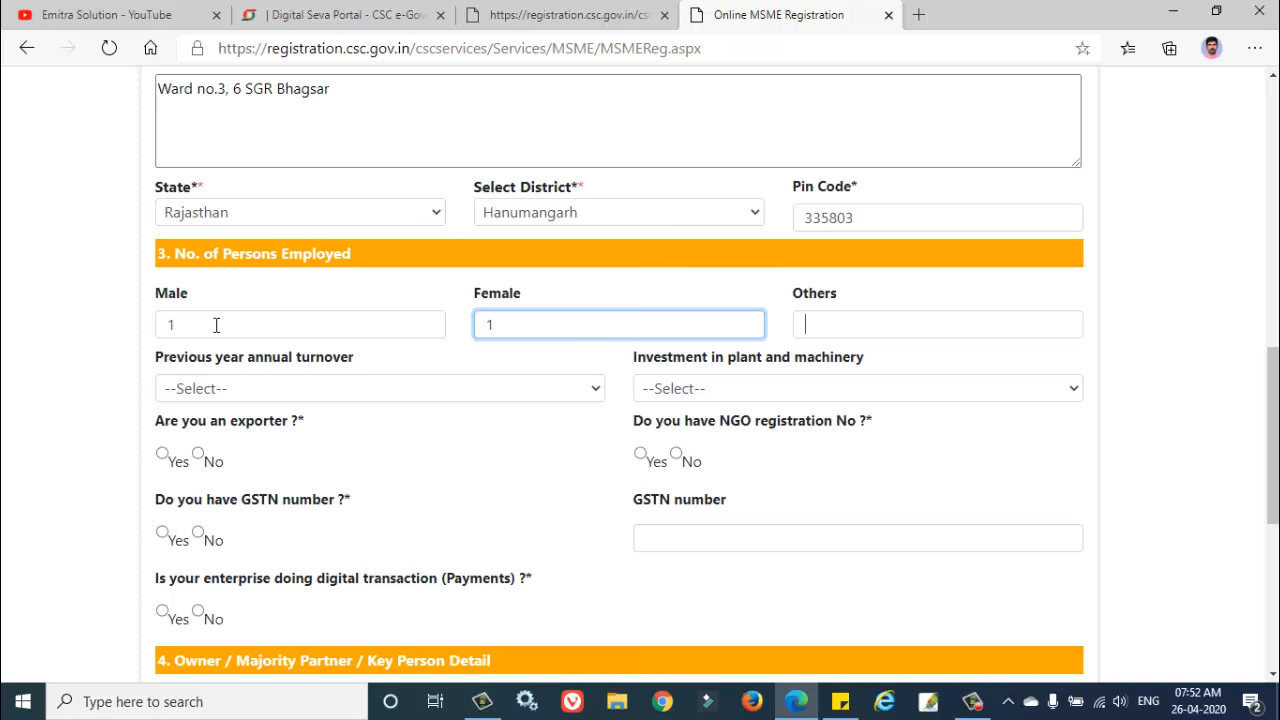 Emitra Solution - YouTube
| Digital Seva Portal - CSC e-Gov
https://registration.csc.gov.in/cs
Online MSME Registration
https://registration.csc.gov.in/cscservices/Services/MSME/MSMEReg.aspx
Ward no.3, 6 SGR Bhagsar
State** Select District** Pin Code*
Rajasthan Hanumangarh 335803
3. No. of Persons Employed
Male Female Others
1 1
Previous year annual turnover Investment in plant and machinery
--Select-- --Select--
Are you an exporter ?* Do you have NGO registration No ?*
Yes No Yes No
Do you have GSTN number ?* GSTN number
Yes No
Is your enterprise doing digital transaction (Payments) ?*
Yes No
4. Owner / Majority Partner / Key Person Detail
Type here to search
ENG
07:52 AM
26-04-2020
2